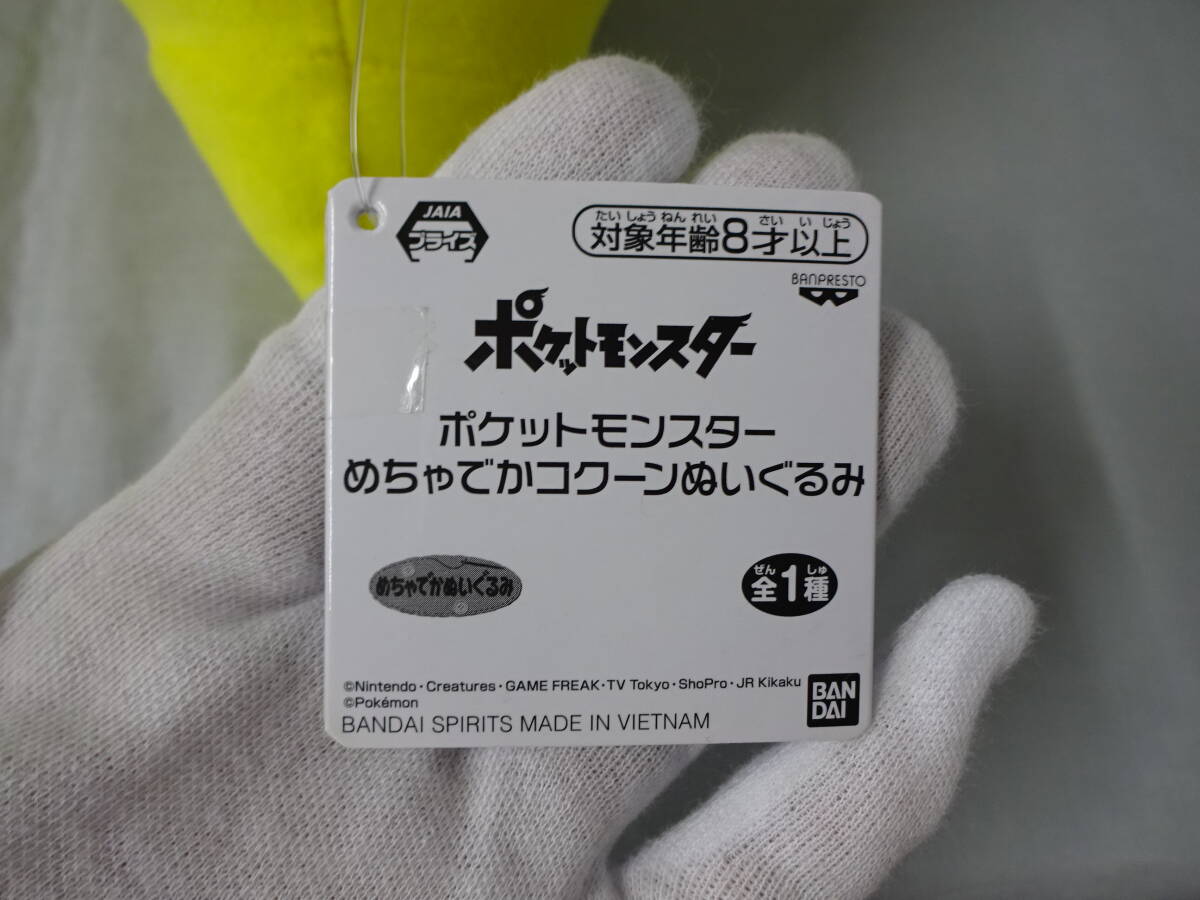 JAIA
プライズ
たいしょうねんれい さい いじょう
対象年齢8才以上
BANPRESTO
ポケットモンスター
ポケットモンスター
めちゃでかコクーンぬいぐるみ
めちゃでかぬいぐるみ
ぜん しゅ
全1種
©Nintendo・Creatures・GAME FREAK・TV Tokyo・ShoPro・JR Kikaku
©Pokémon
BANDAI SPIRITS MADE IN VIETNAM
BAN
DAI